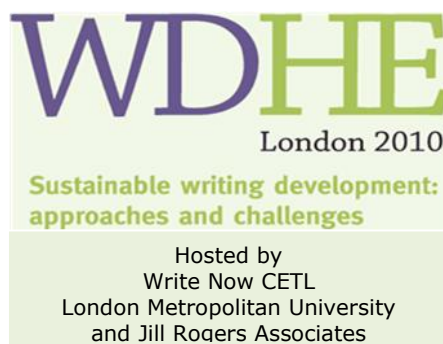 WDHE
London 2010
Sustainable writing development:
approaches and challenges
Hosted by
Write Now CETL
London Metropolitan University
and Jill Rogers Associates